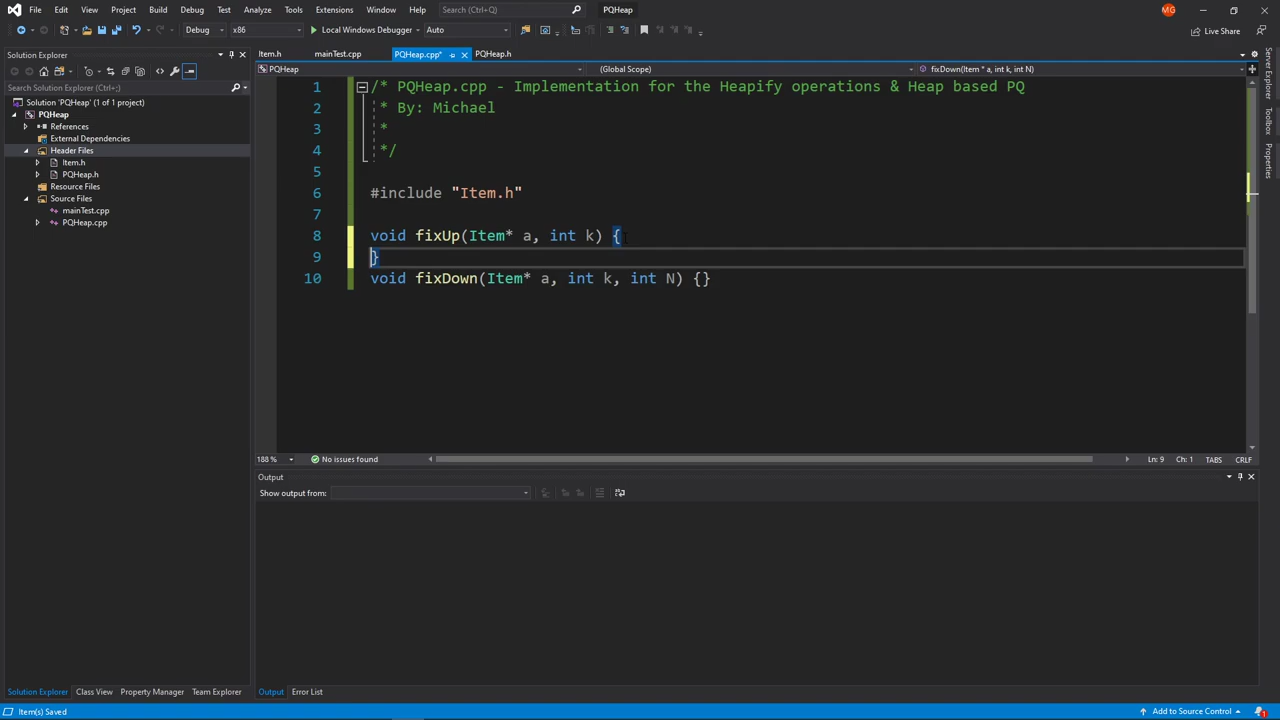 File Edit View Project Build Debug Test Analyze Tools Extensions Window Help Search (Ctrl+Q) PQHeap MG
Debug x86 Local Windows Debugger Auto Live Share
Solution Explorer
Search Solution Explorer (Ctrl+;)
Solution 'PQHeap' (1 of 1 project)
PQHeap
References
External Dependencies
Header Files
Item.h
PQHeap.h
Resource Files
Source Files
mainTest.cpp
PQHeap.cpp
Solution Explorer Class View Property Manager Team Explorer
Item.h mainTest.cpp PQHeap.cpp* PQHeap.h
PQHeap (Global Scope) fixDown(Item * a, int k, int N)
1 /* PQHeap.cpp - Implementation for the Heapify operations & Heap based PQ
2 * By: Michael
3 *
4 */
5
6 #include "Item.h"
7
8 void fixUp(Item* a, int k) {
9 }
10 void fixDown(Item* a, int k, int N) {}
188 % No issues found Ln: 9 Ch: 1 TABS CRLF
Output
Show output from:
Output Error List
Server Explorer
Toolbox
Properties
Item(s) Saved Add to Source Control 1